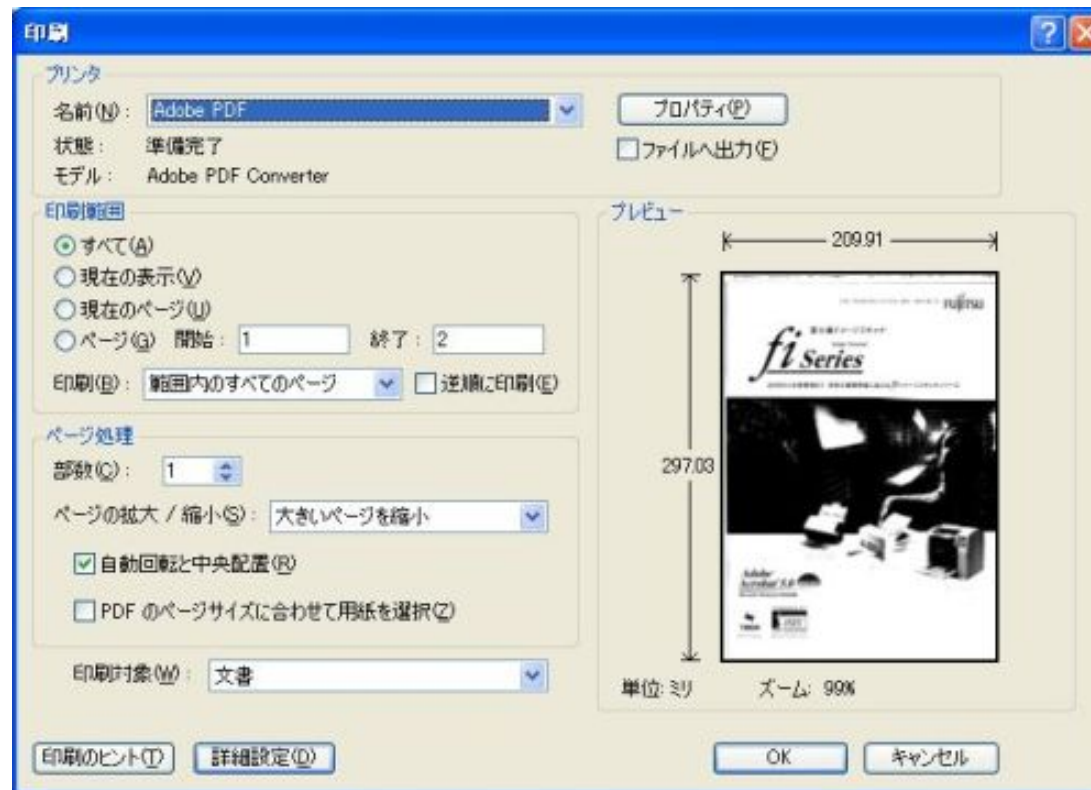 印刷
プリンタ
名前(N): Adobe PDF
プロパティ(P)
状態: 準備完了
ファイルへ出力(F)
モデル: Adobe PDF Converter
印刷範囲
すべて(A)
現在の表示(V)
現在のページ(U)
ページ(G) 開始: 1 終了: 2
印刷(B): 範囲内のすべてのページ 逆順に印刷(E)
ページ処理
部数(C): 1
ページの拡大 / 縮小(S): 大きいページを縮小
自動回転と中央配置(R)
PDF のページサイズに合わせて用紙を選択(Z)
印刷対象(W): 文書
プレビュー
209.91
297.03
FUJITSU
fi Series
Adobe
Acrobat 5.0
単位: ミリ ズーム: 99%
印刷のヒント(T) 詳細設定(D) OK キャンセル